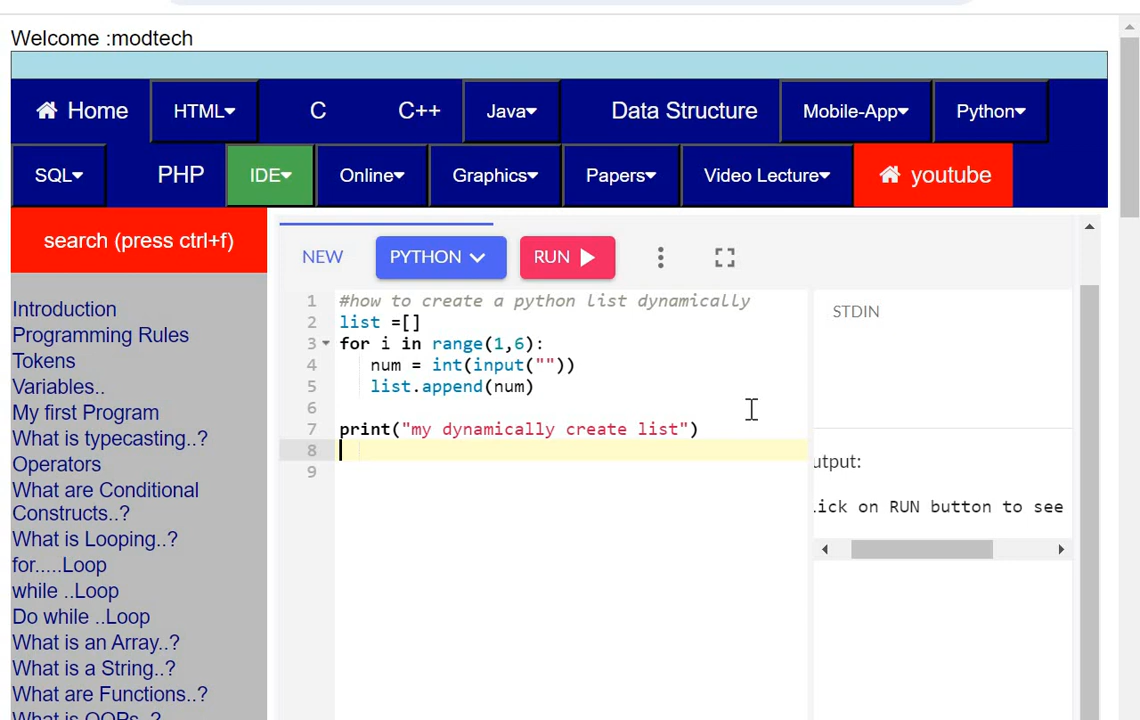 Welcome :modtech
Home HTML C C++ Java Data Structure Mobile-App Python
SQL PHP IDE Online Graphics Papers Video Lecture youtube
search (press ctrl+f)
Introduction
Programming Rules
Tokens
Variables..
My first Program
What is typecasting..?
Operators
What are Conditional
Constructs..?
What is Looping..?
for.....Loop
while ..Loop
Do while ..Loop
What is an Array..?
What is a String..?
What are Functions..?
What is OOPs..?
NEW PYTHON RUN
1 #how to create a python list dynamically
2 list =[]
3 for i in range(1,6):
4 num = int(input(""))
5 list.append(num)
6
7 print("my dynamically create list")
8
9
STDIN
utput:
lick on RUN button to see